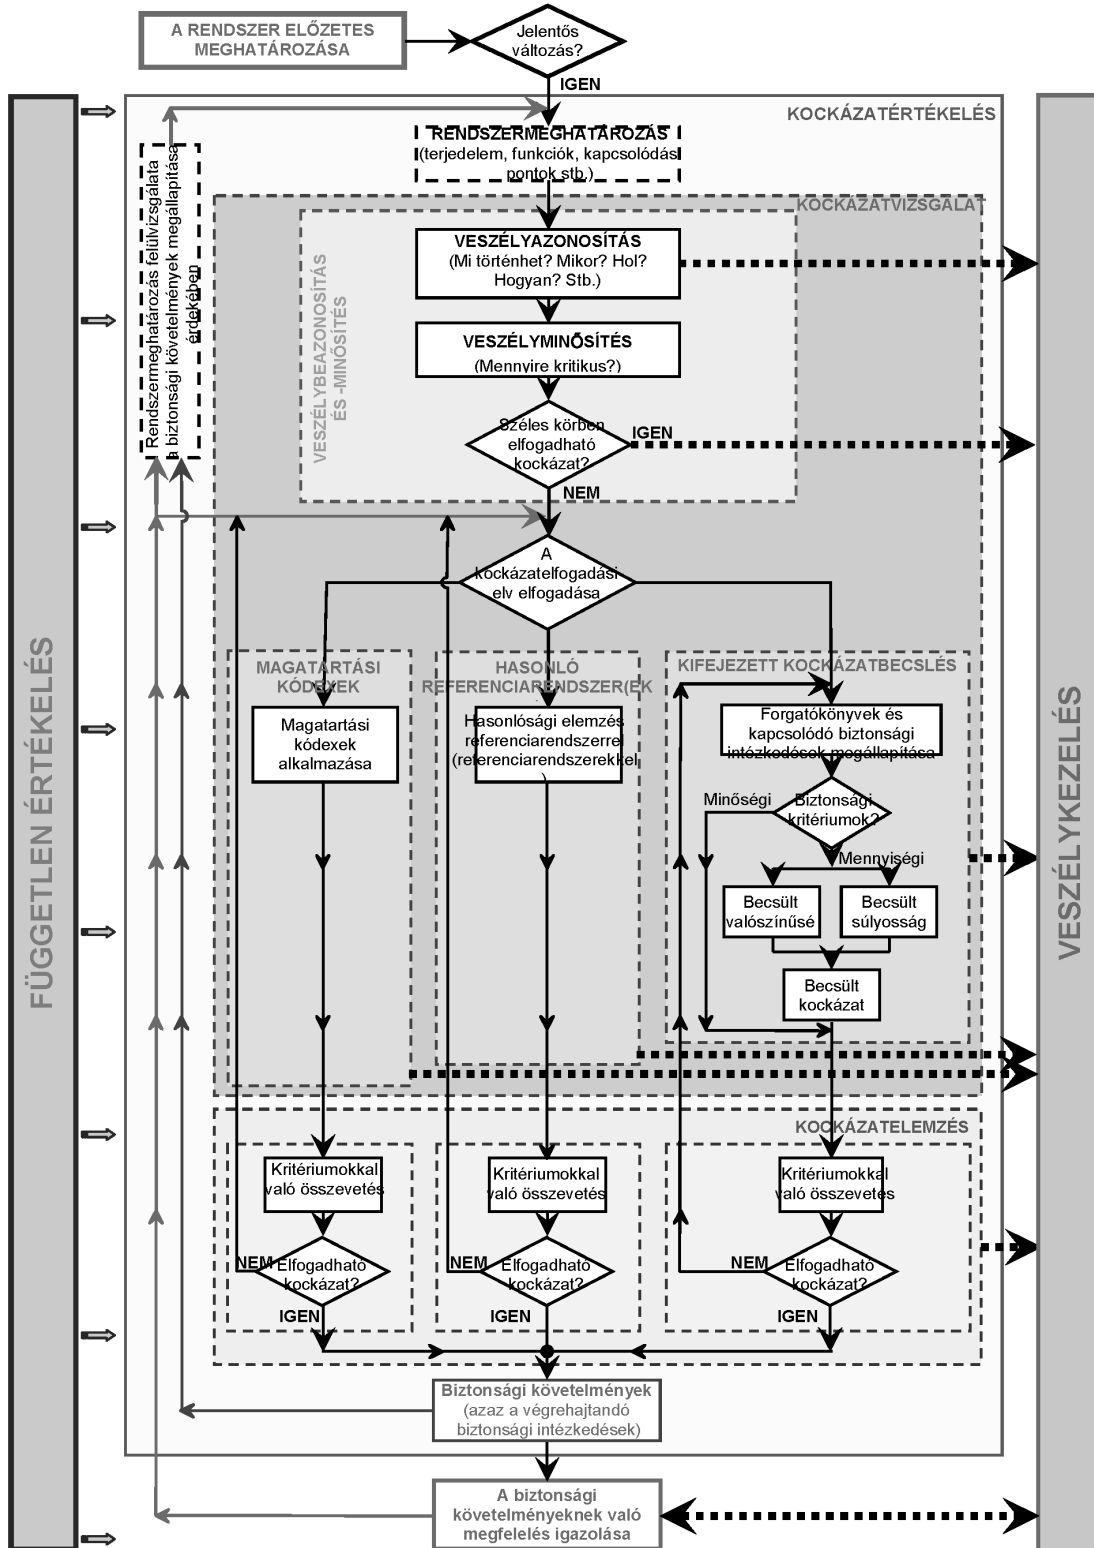 A RENDSZER ELŐZETES
MEGHATÁROZÁSA
Jelentős
változás?
IGEN
KOCKÁZATÉRTÉKELÉS
RENDSZERMEGHATÁROZÁS
(terjedelem, funkciók, kapcsolódás
pontok stb.)
Rendszermeghatározás felülvizsgálata
a biztonsági követelmények megállapítása
érdekében
KOCKÁZATVIZSGÁLAT
VESZÉLYBEAZONOSÍTÁS
ÉS -MINŐSÍTÉS
VESZÉLYAZONOSÍTÁS
(Mi történhet? Mikor? Hol?
Hogyan? Stb.)
VESZÉLYMINŐSÍTÉS
(Mennyire kritikus?)
Széles körben
elfogadható
kockázat?
IGEN
NEM
A
kockázatelfogadási
elv elfogadása
FÜGGETLEN ÉRTÉKELÉS
VESZÉLYKEZELÉS
MAGATARTÁSI
KÓDEXEK
Magatartási
kódexek
alkalmazása
HASONLÓ
REFERENCIARENDSZER(EK
Hasonlósági elemzés
referenciarendszerrel
(referenciarendszerekkel
)
KIFEJEZETT KOCKÁZATBECSLÉS
Forgatókönyvek és
kapcsolódó biztonsági
intézkedések megállapítása
Minőségi
Biztonsági
kritériumok?
Mennyiségi
Becsült
valószínűsé
Becsült
súlyosság
Becsült
kockázat
KOCKÁZATELEMZÉS
Kritériumokkal
való összevetés
Kritériumokkal
való összevetés
Kritériumokkal
való összevetés
NEM
Elfogadható
kockázat?
IGEN
NEM
Elfogadható
kockázat?
IGEN
NEM
Elfogadható
kockázat?
IGEN
Biztonsági követelmények
(azaz a végrehajtandó
biztonsági intézkedések)
A biztonsági
követelményeknek való
megfelelés igazolása